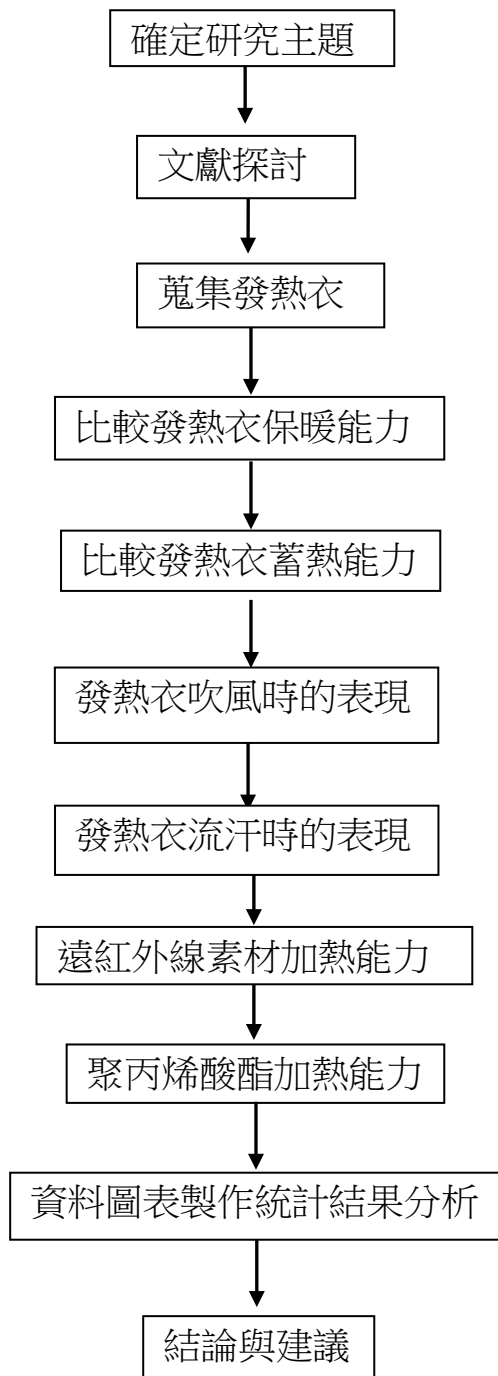 確定研究主題
文獻探討
蒐集發熱衣
比較發熱衣保暖能力
比較發熱衣蓄熱能力
發熱衣吹風時的表現
發熱衣流汗時的表現
遠紅外線素材加熱能力
聚丙烯酸酯加熱能力
資料圖表製作統計結果分析
結論與建議